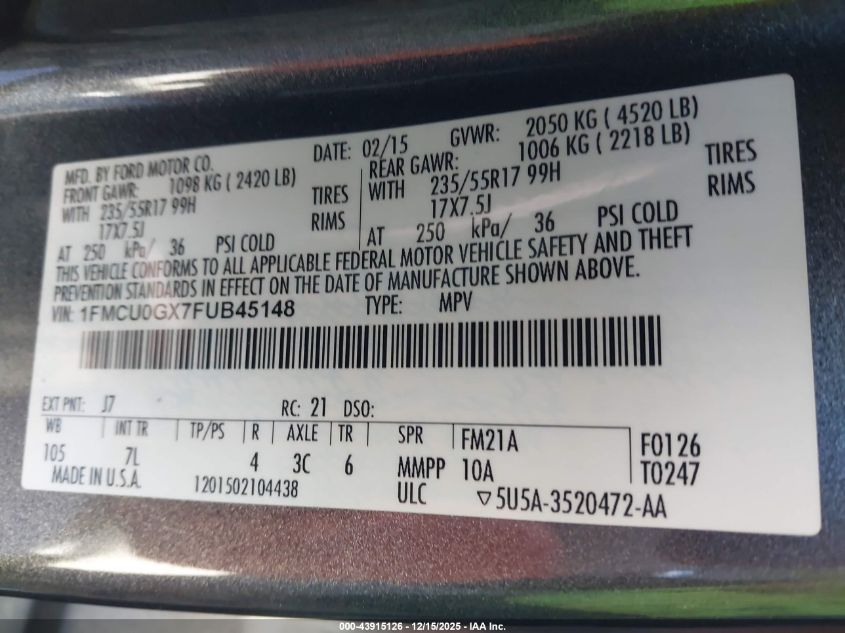 MFD. BY FORD MOTOR CO. DATE: 02/15 GVWR: 2050 KG ( 4520 LB)
FRONT GAWR: 1098 KG ( 2420 LB) REAR GAWR: 1006 KG ( 2218 LB)
WITH 235/55R17 99H TIRES WITH 235/55R17 99H TIRES
17X7.5J RIMS 17X7.5J RIMS
AT 250 kPa/ 36 PSI COLD AT 250 kPa/ 36 PSI COLD
THIS VEHICLE CONFORMS TO ALL APPLICABLE FEDERAL MOTOR VEHICLE SAFETY AND THEFT
PREVENTION STANDARDS IN EFFECT ON THE DATE OF MANUFACTURE SHOWN ABOVE.
VIN: 1FMCU0GX7FUB45148 TYPE: MPV
EXT PNT: J7 RC: 21 DSO:
WB INT TR TP/PS R AXLE TR SPR FM21A F0126
105 7L 4 3C 6 MMPP 10A T0247
MADE IN U.S.A. 1201502104438 ULC ▽5U5A-3520472-AA
000-43915126 - 12/15/2025 - IAA Inc.